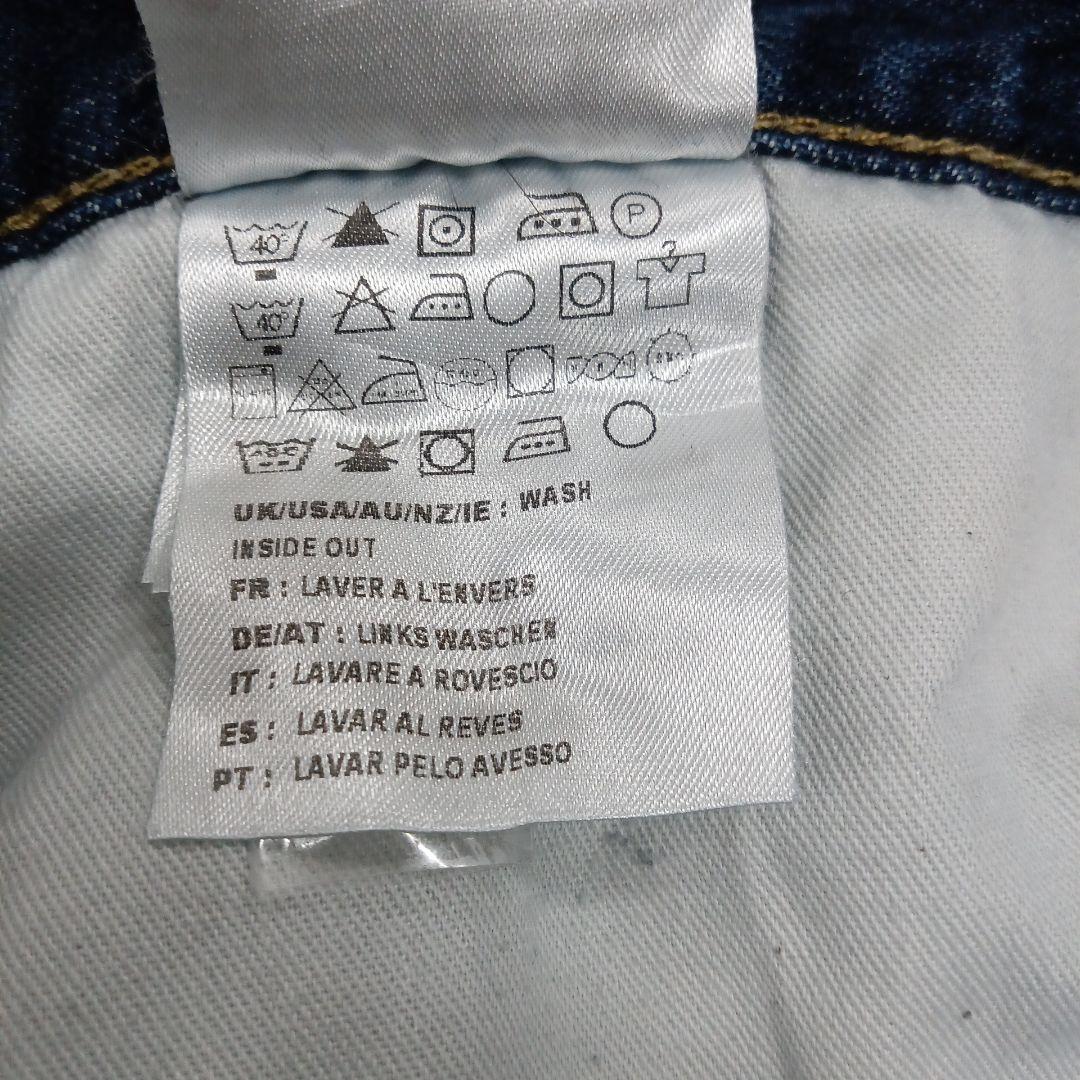 40° P
3
40°
UK/USA/AU/NZ/IE : WASH
INSIDE OUT
FR : LAVER A L'ENVERS
DE/AT : LINKS WASCHEN
IT : LAVARE A ROVESCIO
ES : LAVAR AL REVES
PT : LAVAR PELO AVESSO